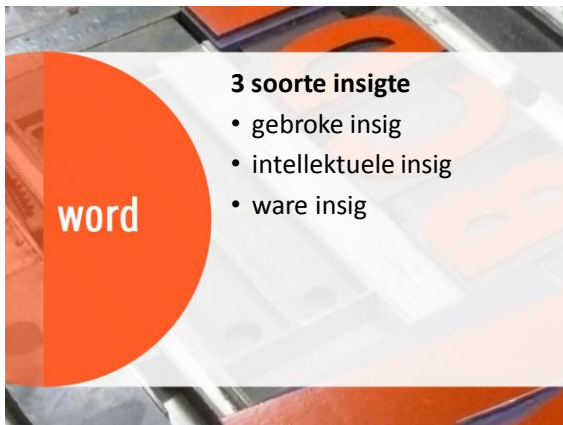 3 soorte insigte
• gebroke insig
• intellektuele insig
• ware insig
word